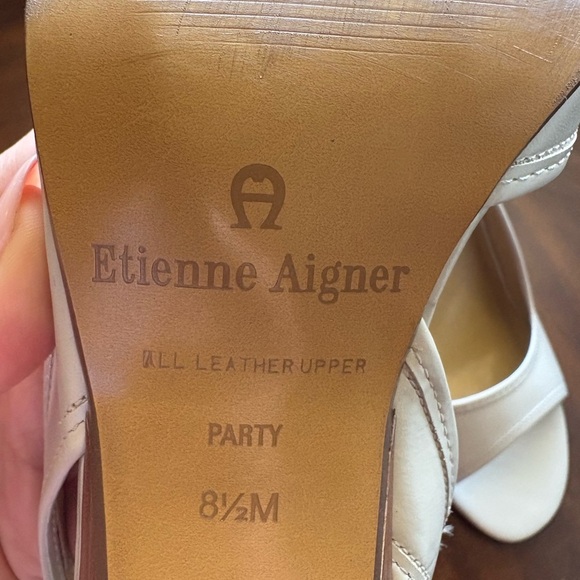 Etienne Aigner
ALL LEATHER UPPER
PARTY
8½M